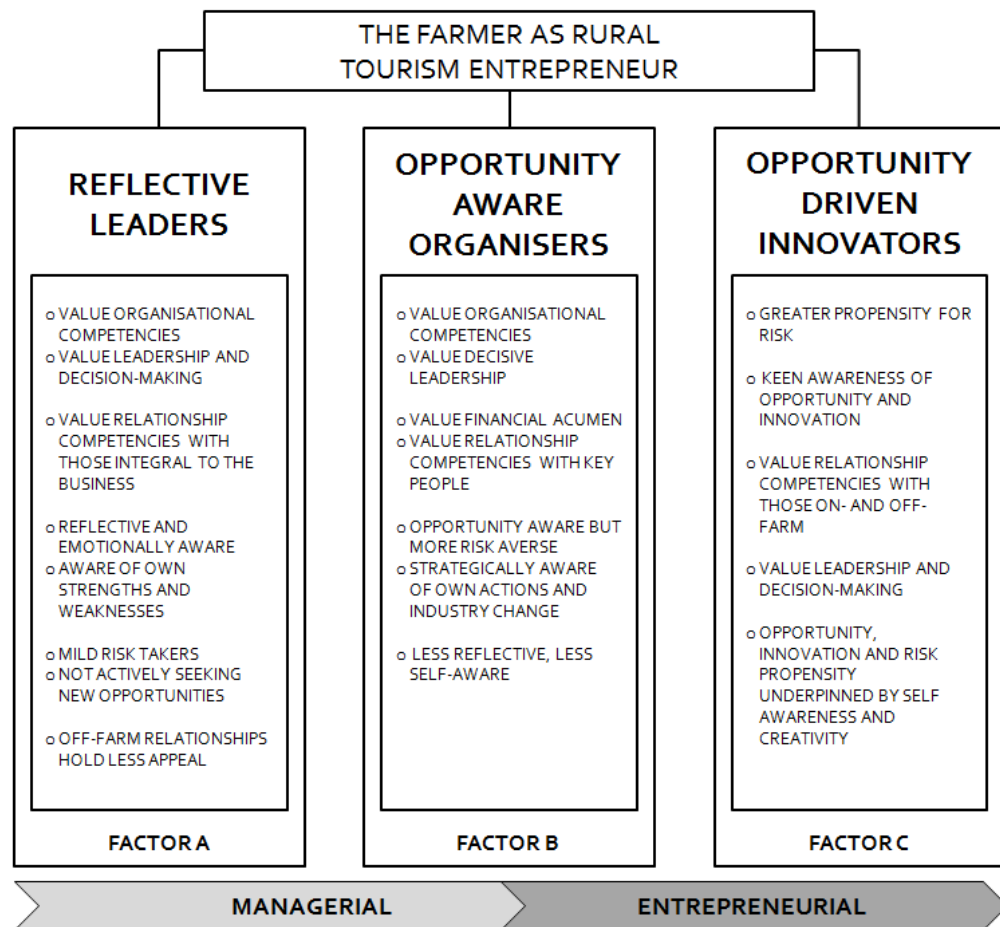 THE FARMER AS RURAL
TOURISM ENTREPRENEUR
REFLECTIVE
LEADERS
o VALUE ORGANISATIONAL
COMPETENCIES
o VALUE LEADERSHIP AND
DECISION-MAKING
o VALUE RELATIONSHIP
COMPETENCIES WITH
THOSE INTEGRAL TO THE
BUSINESS
o REFLECTIVE AND
EMOTIONALLY AWARE
o AWARE OF OWN
STRENGTHS AND
WEAKNESSES
o MILD RISK TAKERS
o NOT ACTIVELY SEEKING
NEW OPPORTUNITIES
o OFF-FARM RELATIONSHIPS
HOLD LESS APPEAL
FACTOR A
OPPORTUNITY
AWARE
ORGANISERS
o VALUE ORGANISATIONAL
COMPETENCIES
o VALUE DECISIVE
LEADERSHIP
o VALUE FINANCIAL ACUMEN
o VALUE RELATIONSHIP
COMPETENCIES WITH KEY
PEOPLE
o OPPORTUNITY AWARE BUT
MORE RISK AVERSE
o STRATEGICALLY AWARE
OF OWN ACTIONS AND
INDUSTRY CHANGE
o LESS REFLECTIVE, LESS
SELF-AWARE
FACTOR B
OPPORTUNITY
DRIVEN
INNOVATORS
o GREATER PROPENSITY FOR
RISK
o KEEN AWARENESS OF
OPPORTUNITY AND
INNOVATION
o VALUE RELATIONSHIP
COMPETENCIES WITH
THOSE ON- AND OFF-
FARM
o VALUE LEADERSHIP AND
DECISION-MAKING
o OPPORTUNITY,
INNOVATION AND RISK
PROPENSITY
UNDERPINNED BY SELF
AWARENESS AND
CREATIVITY
FACTOR C
MANAGERIAL
ENTREPRENEURIAL